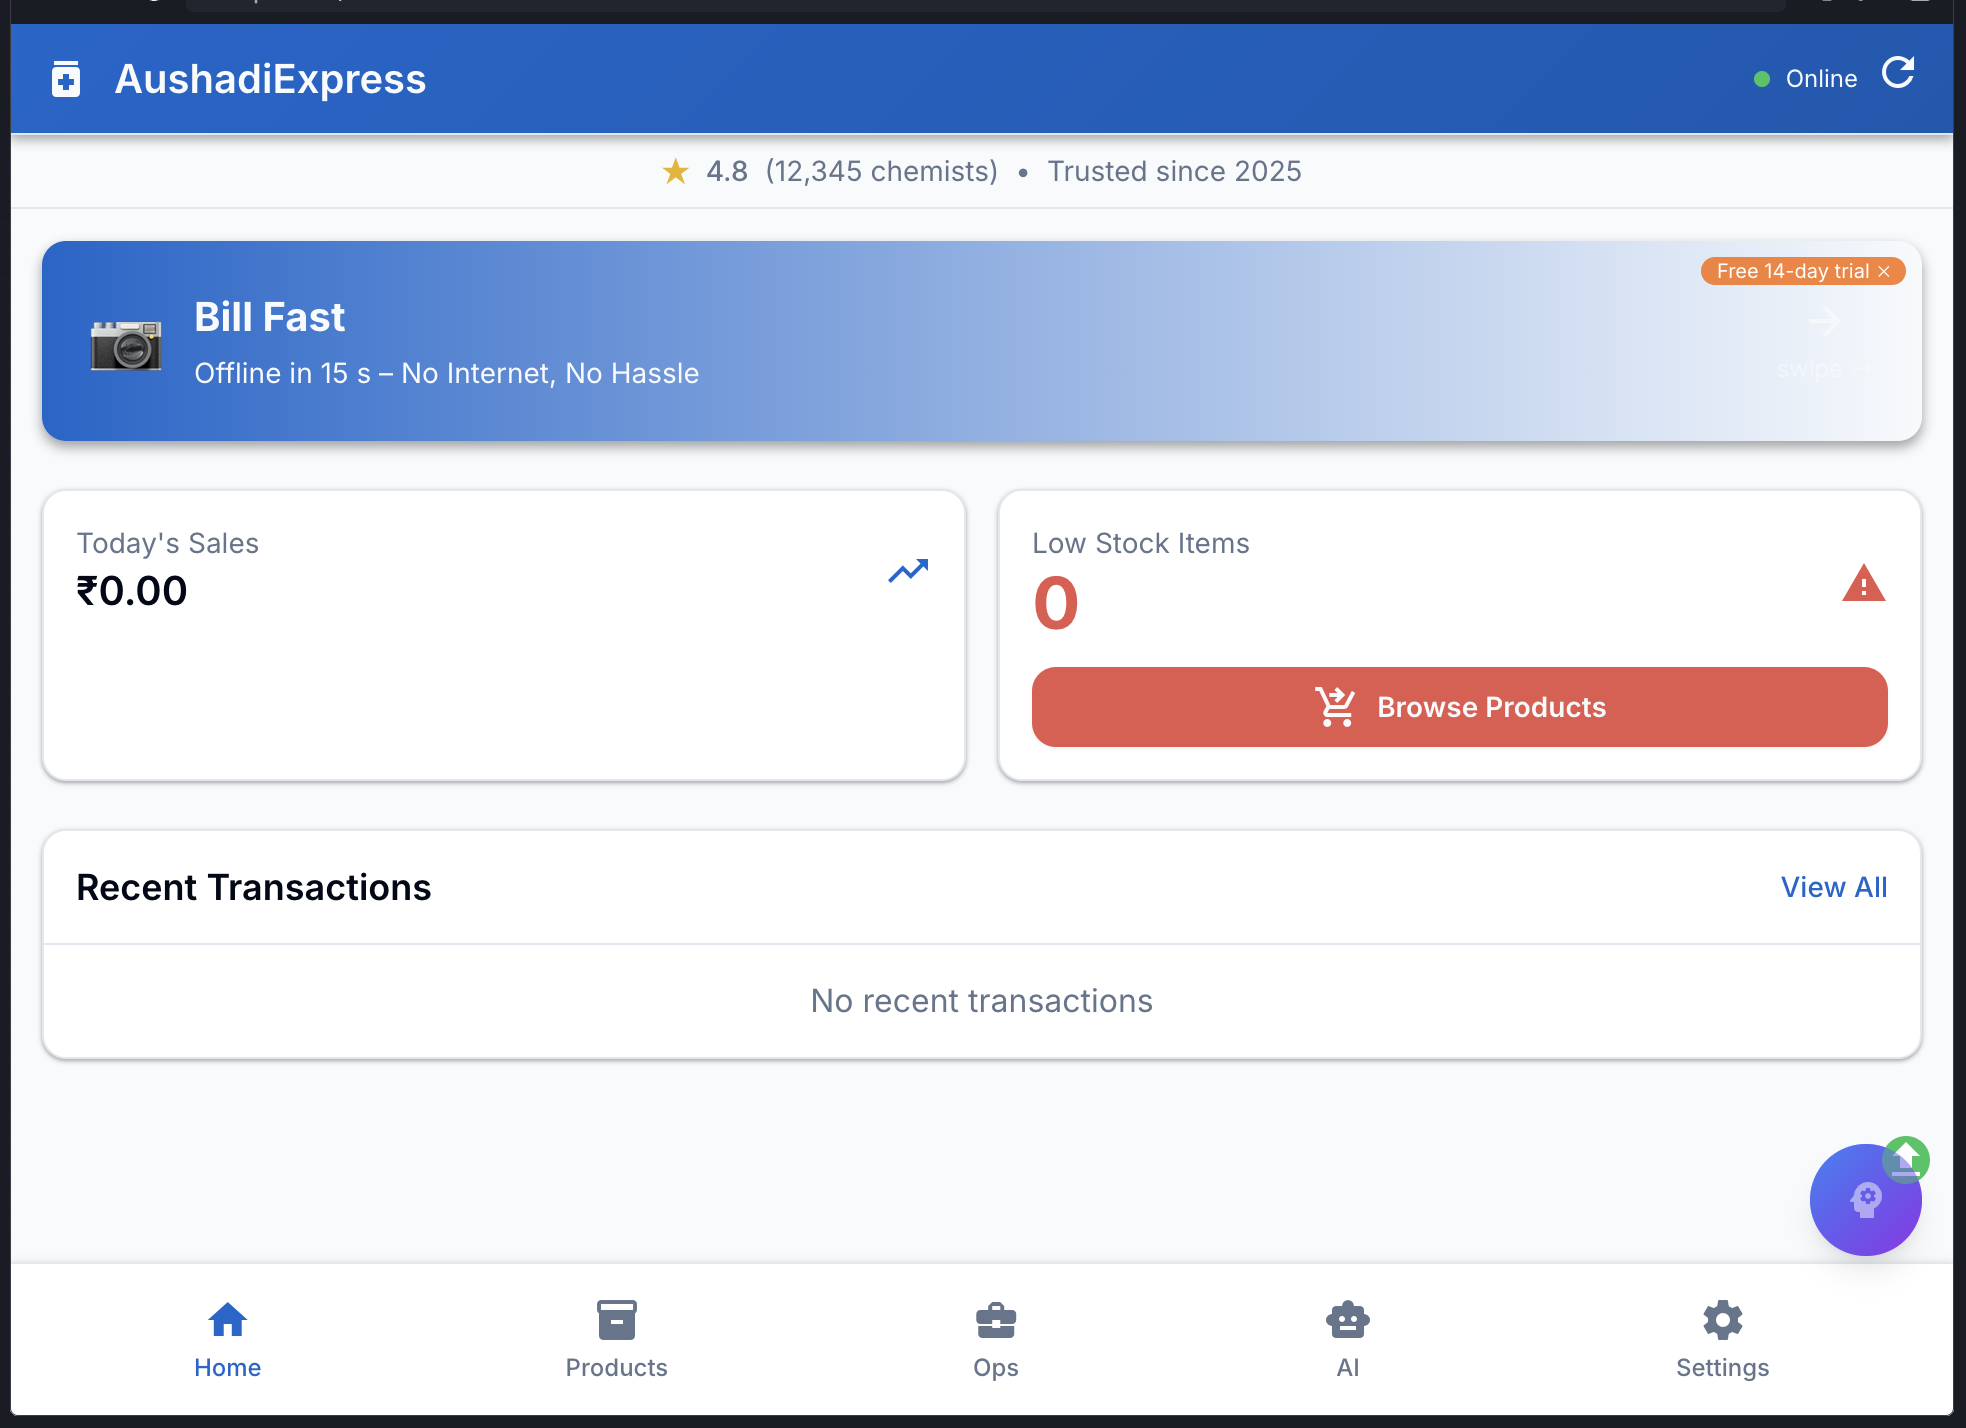 AushadiExpress
Online
4.8 (12,345 chemists) • Trusted since 2025
Free 14-day trial ×
Bill Fast
Offline in 15 s – No Internet, No Hassle
swipe →
Today's Sales
₹0.00
Low Stock Items
0
Browse Products
Recent Transactions
View All
No recent transactions
Home
Products
Ops
AI
Settings